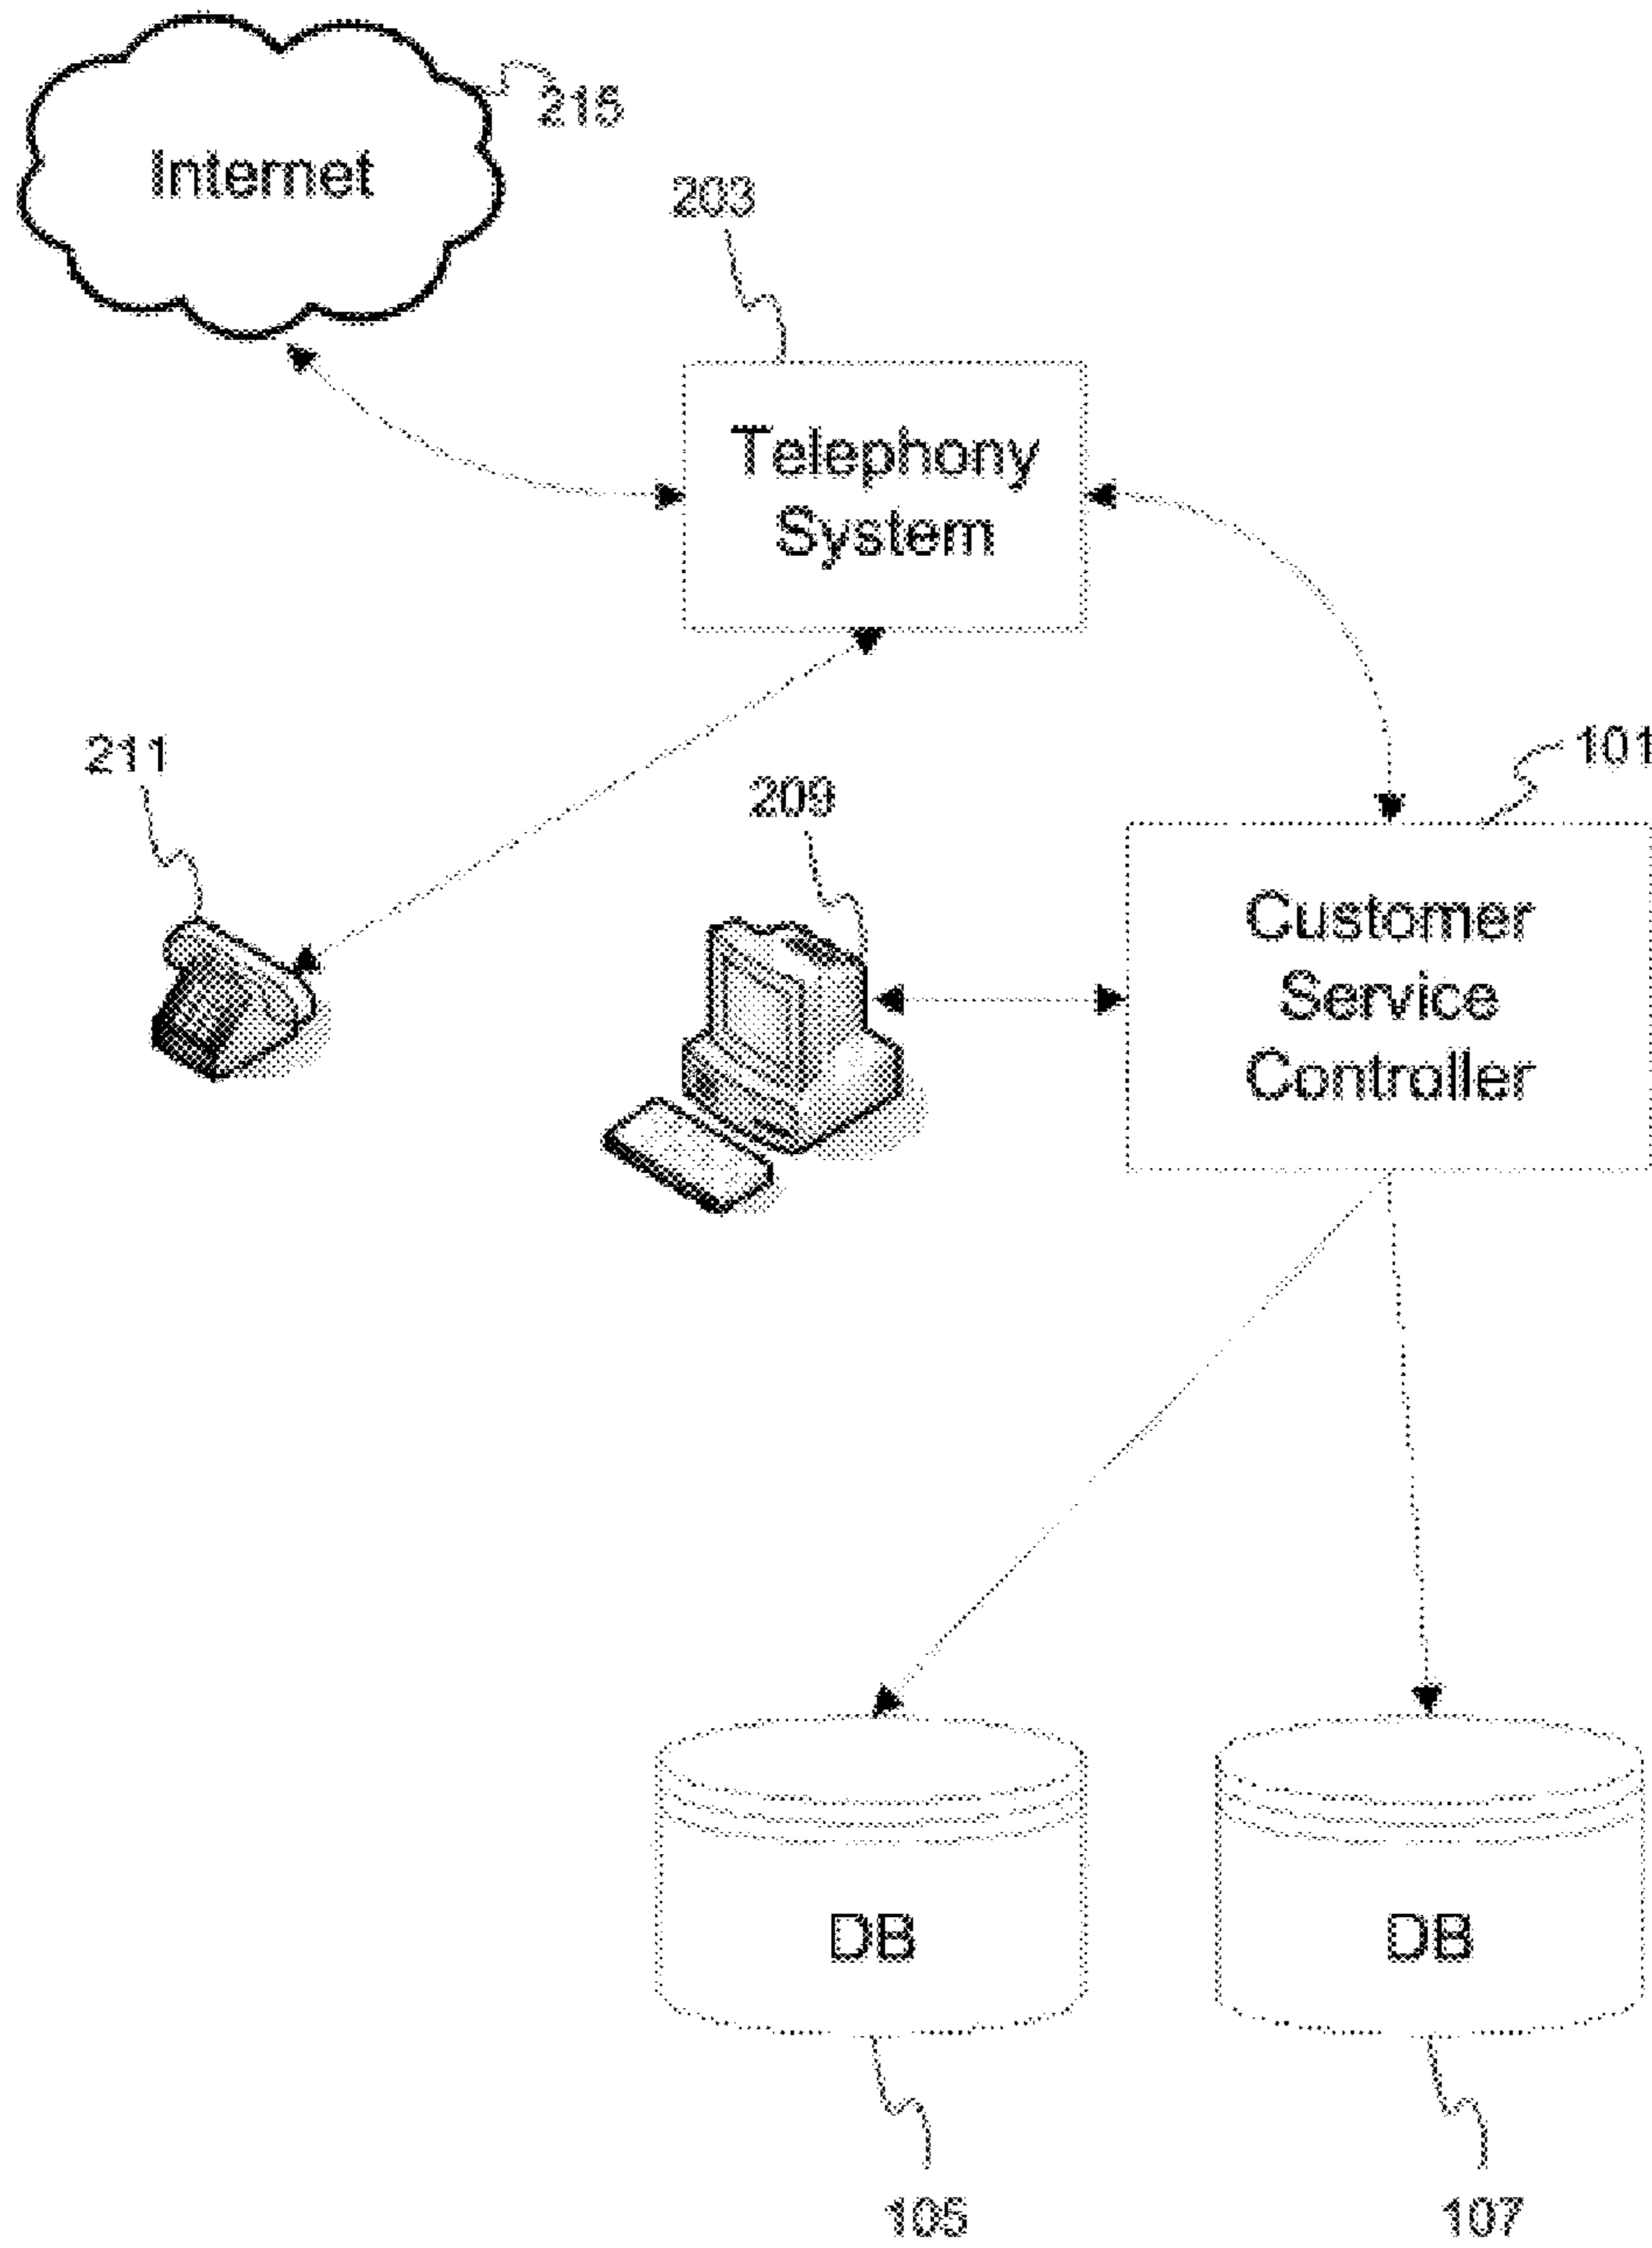 215
Internet
203
Telephony
System
211
209
101
Customer
Service
Controller
DB
DB
105
107